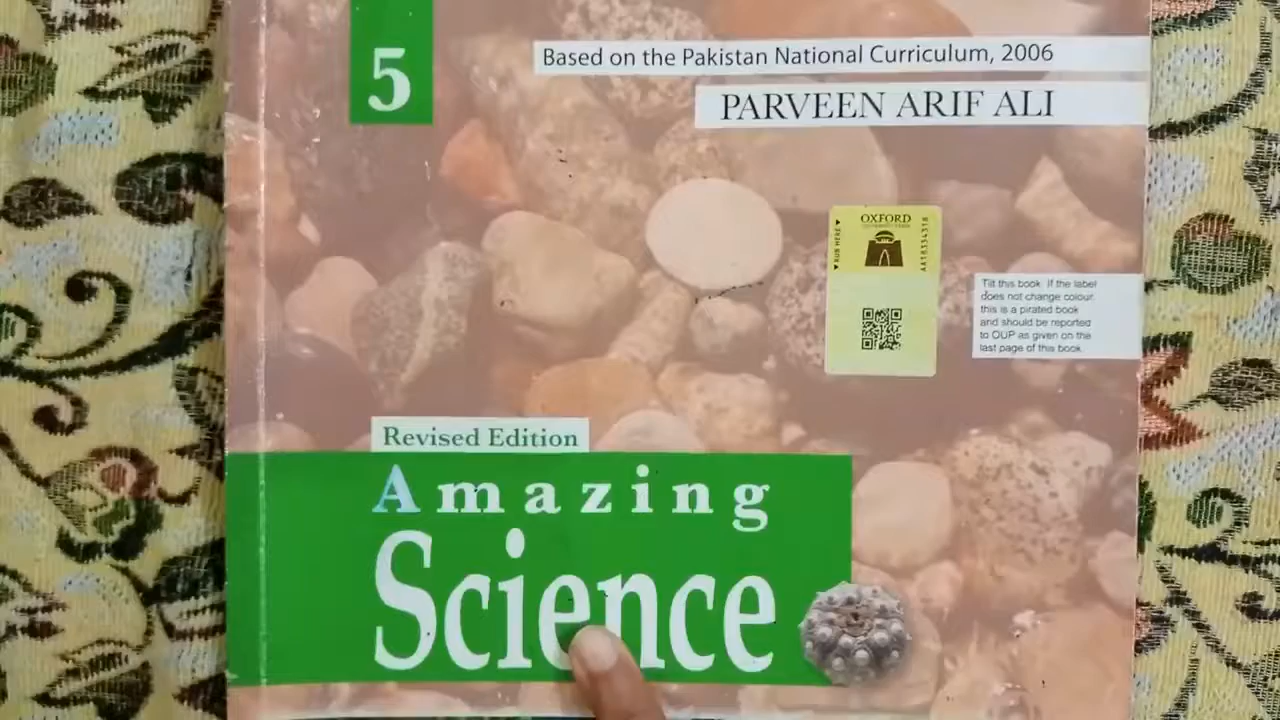 5
Based on the Pakistan National Curriculum, 2006
PARVEEN ARIF ALI
OXFORD
RUB HERE
Tilt this book. If the label
does not change colour,
this is a pirated book
and should be reported
to OUP as given on the
last page of this book.
Revised Edition
Amazing
Science